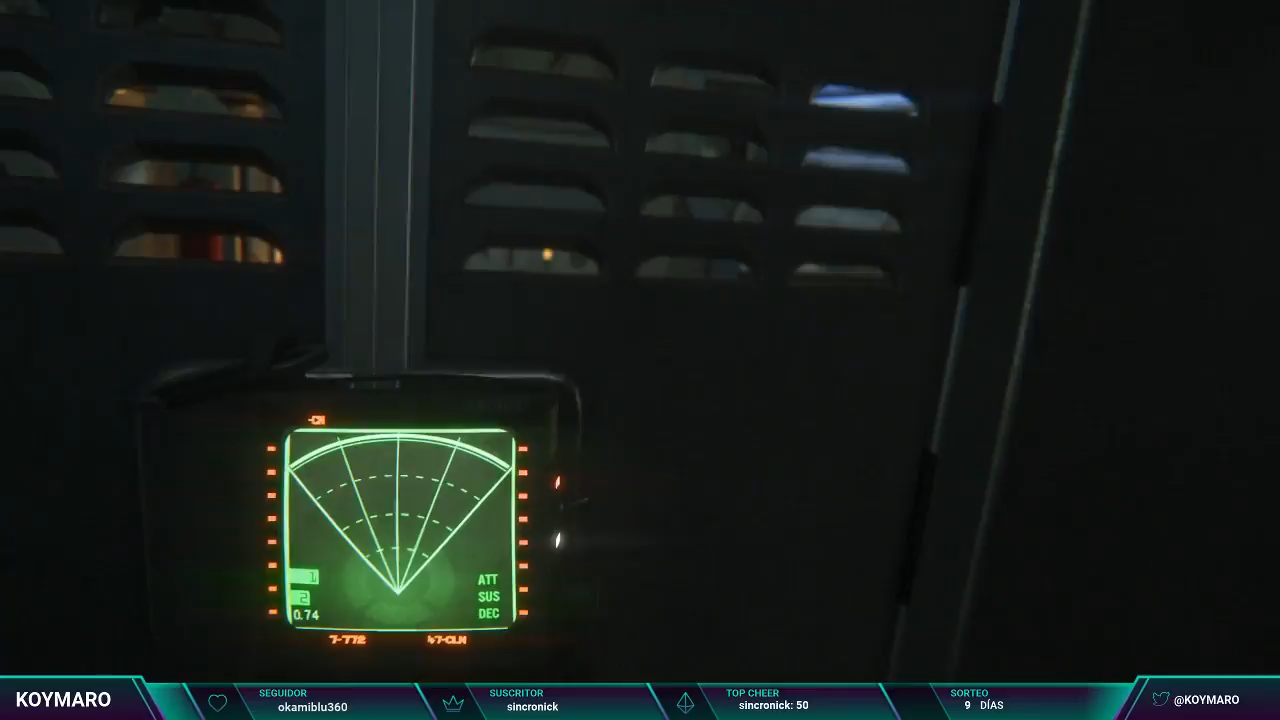 1
2
0.74
ATT
SUS
DEC
7-772
47-CLN
KOYMARO
SEGUIDOR
okamiblu360
SUSCRITOR
sincronick
TOP CHEER
sincronick: 50
SORTEO
9 DÍAS
@KOYMARO